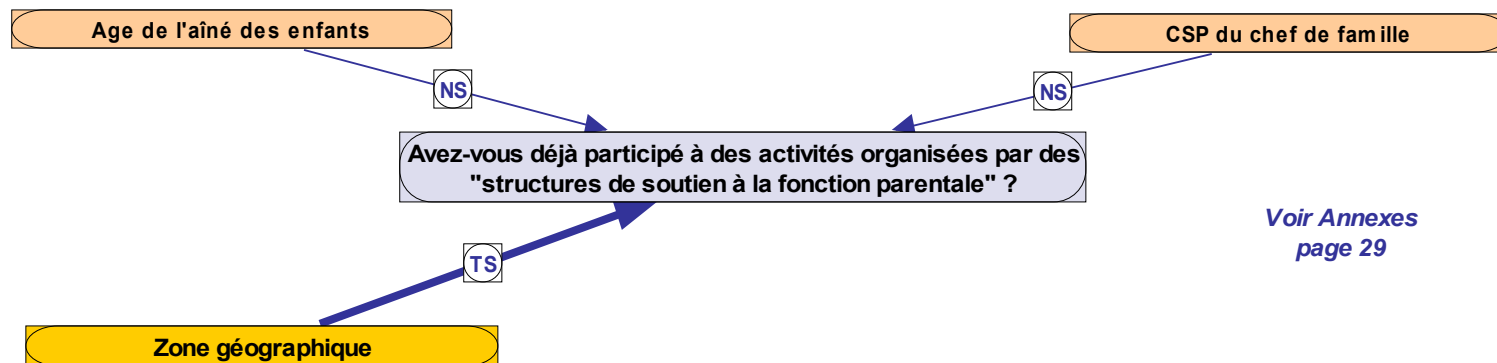 Age de l'aîné des enfants
CSP du chef de famille
NS
NS
Avez-vous déjà participé à des activités organisées par des
"structures de soutien à la fonction parentale" ?
Voir Annexes
page 29
TS
Zone géographique